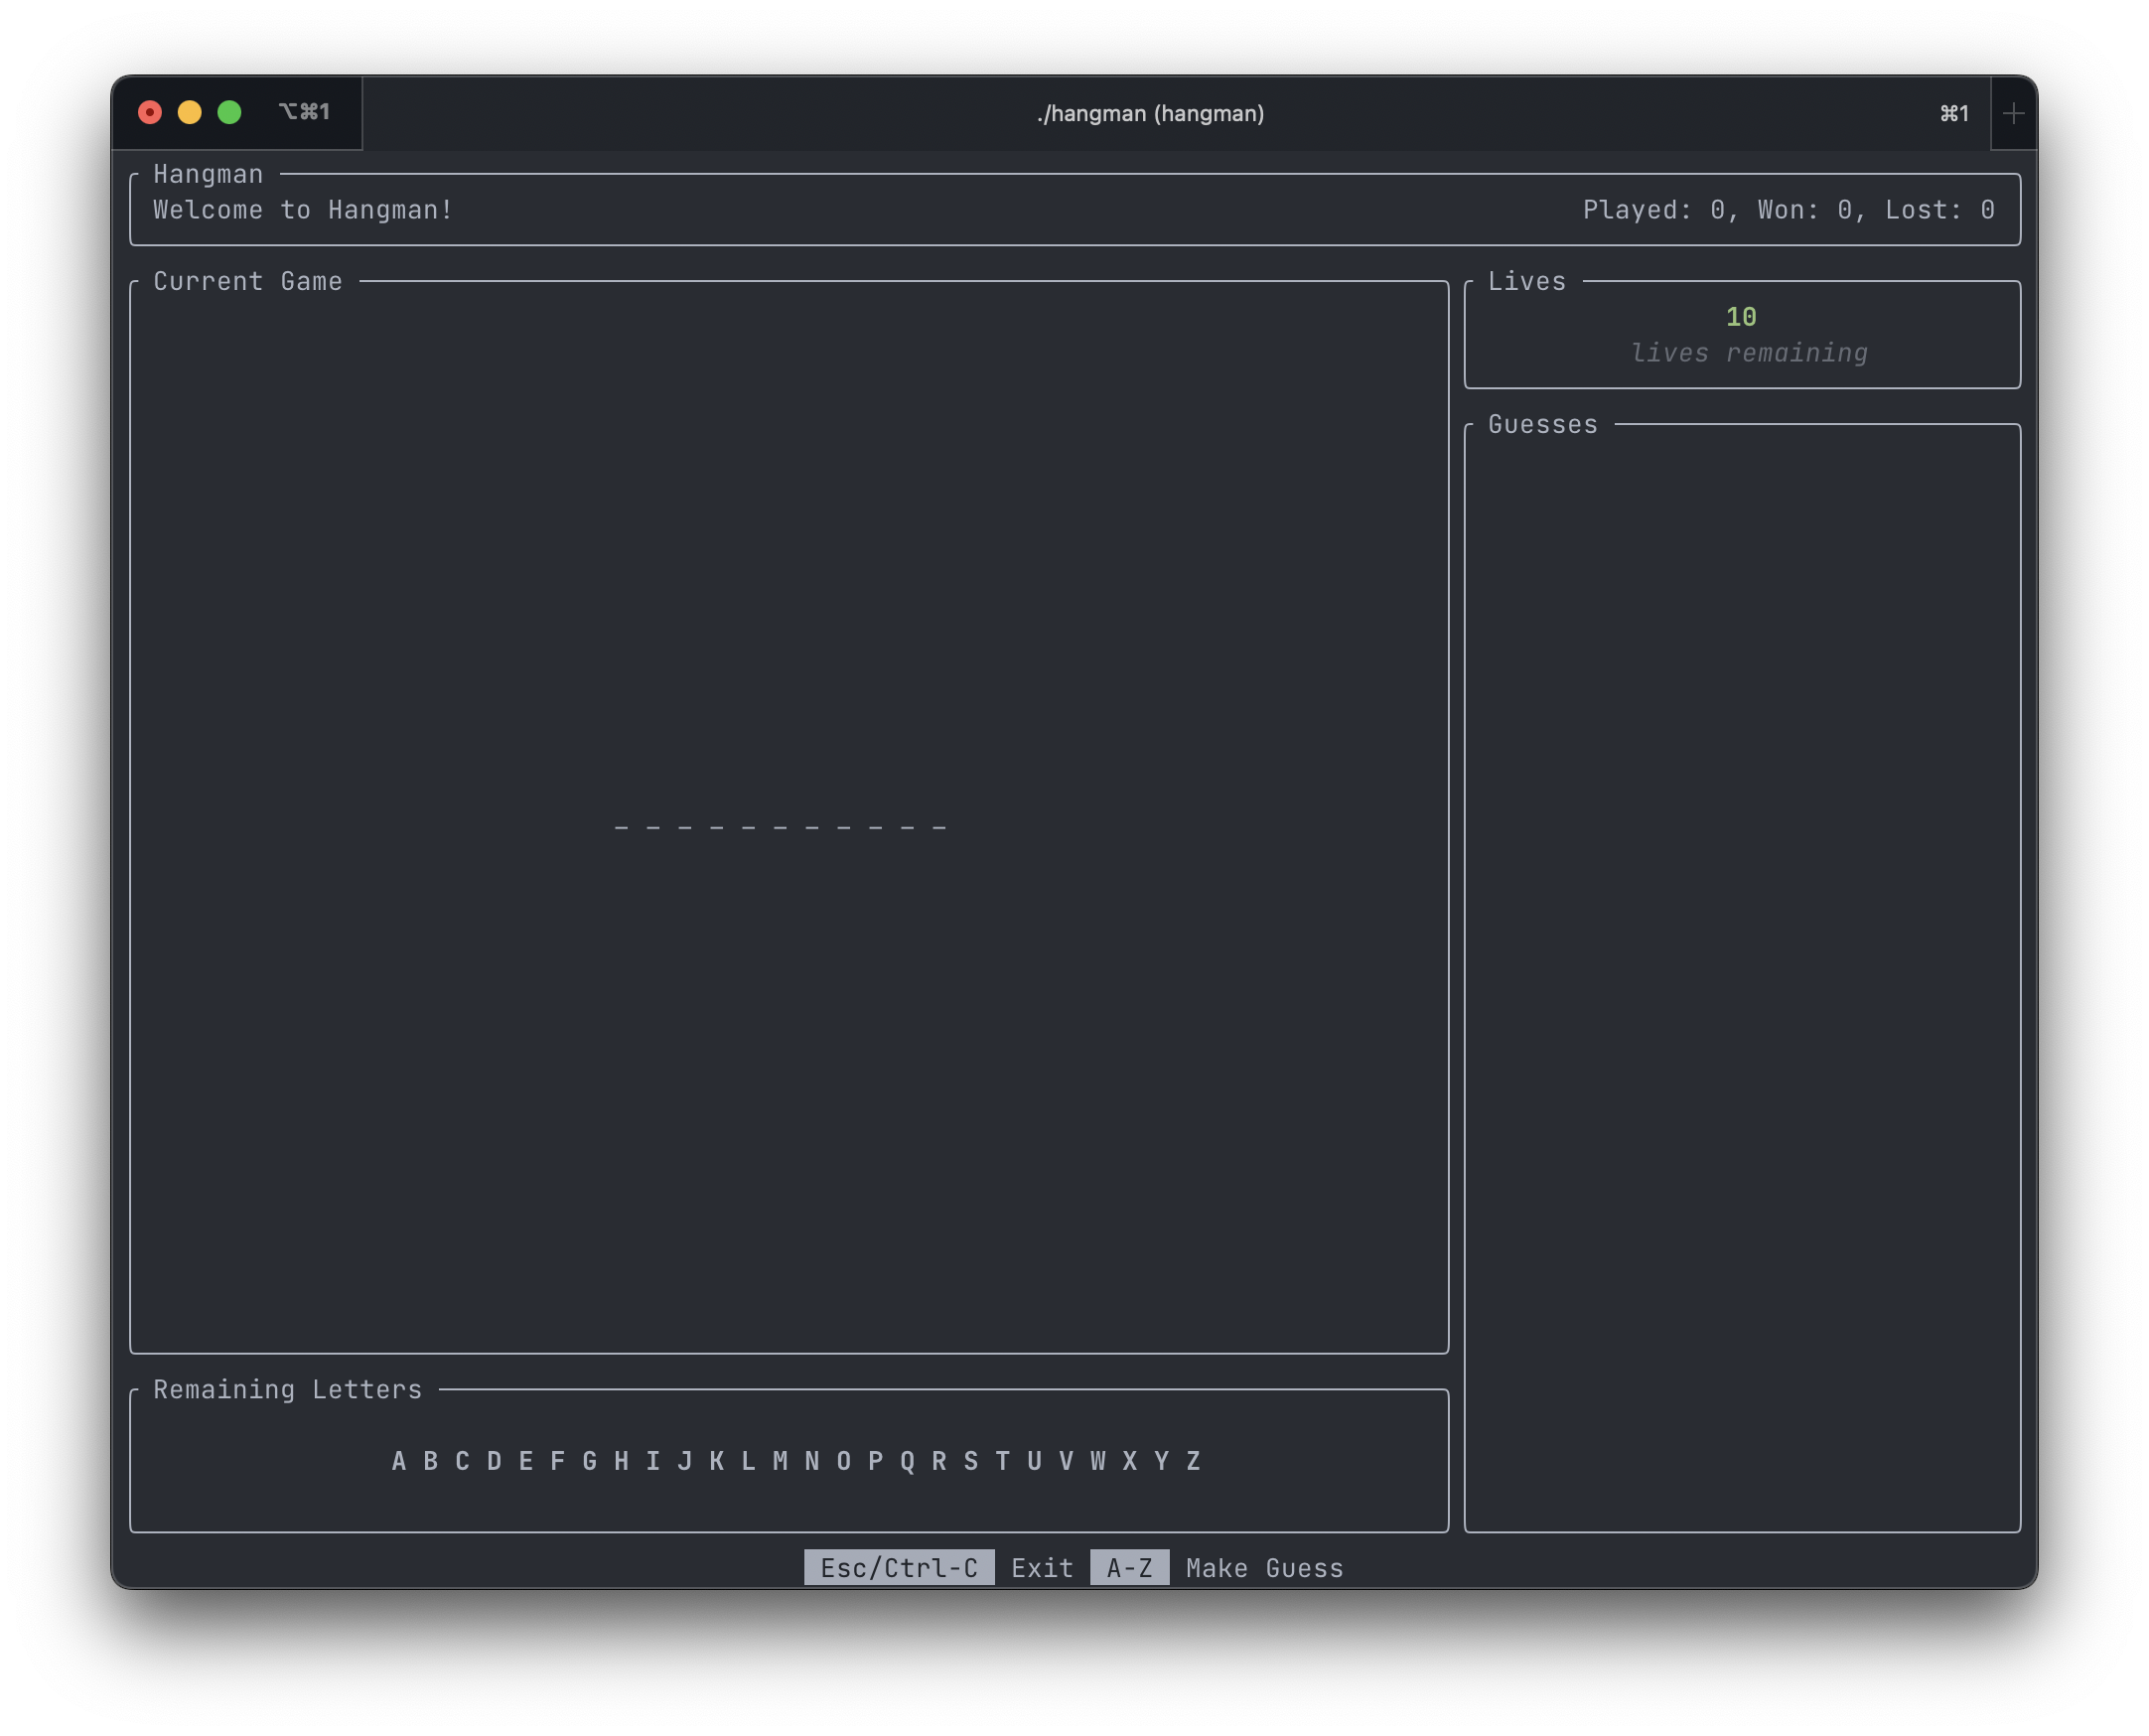 ⌥⌘1 ./hangman (hangman) ⌘1 +
Hangman
Welcome to Hangman! Played: 0, Won: 0, Lost: 0
Current Game
_ _ _ _ _ _ _ _ _ _ _
Lives
10
lives remaining
Guesses
Remaining Letters
A B C D E F G H I J K L M N O P Q R S T U V W X Y Z
Esc/Ctrl-C Exit A-Z Make Guess